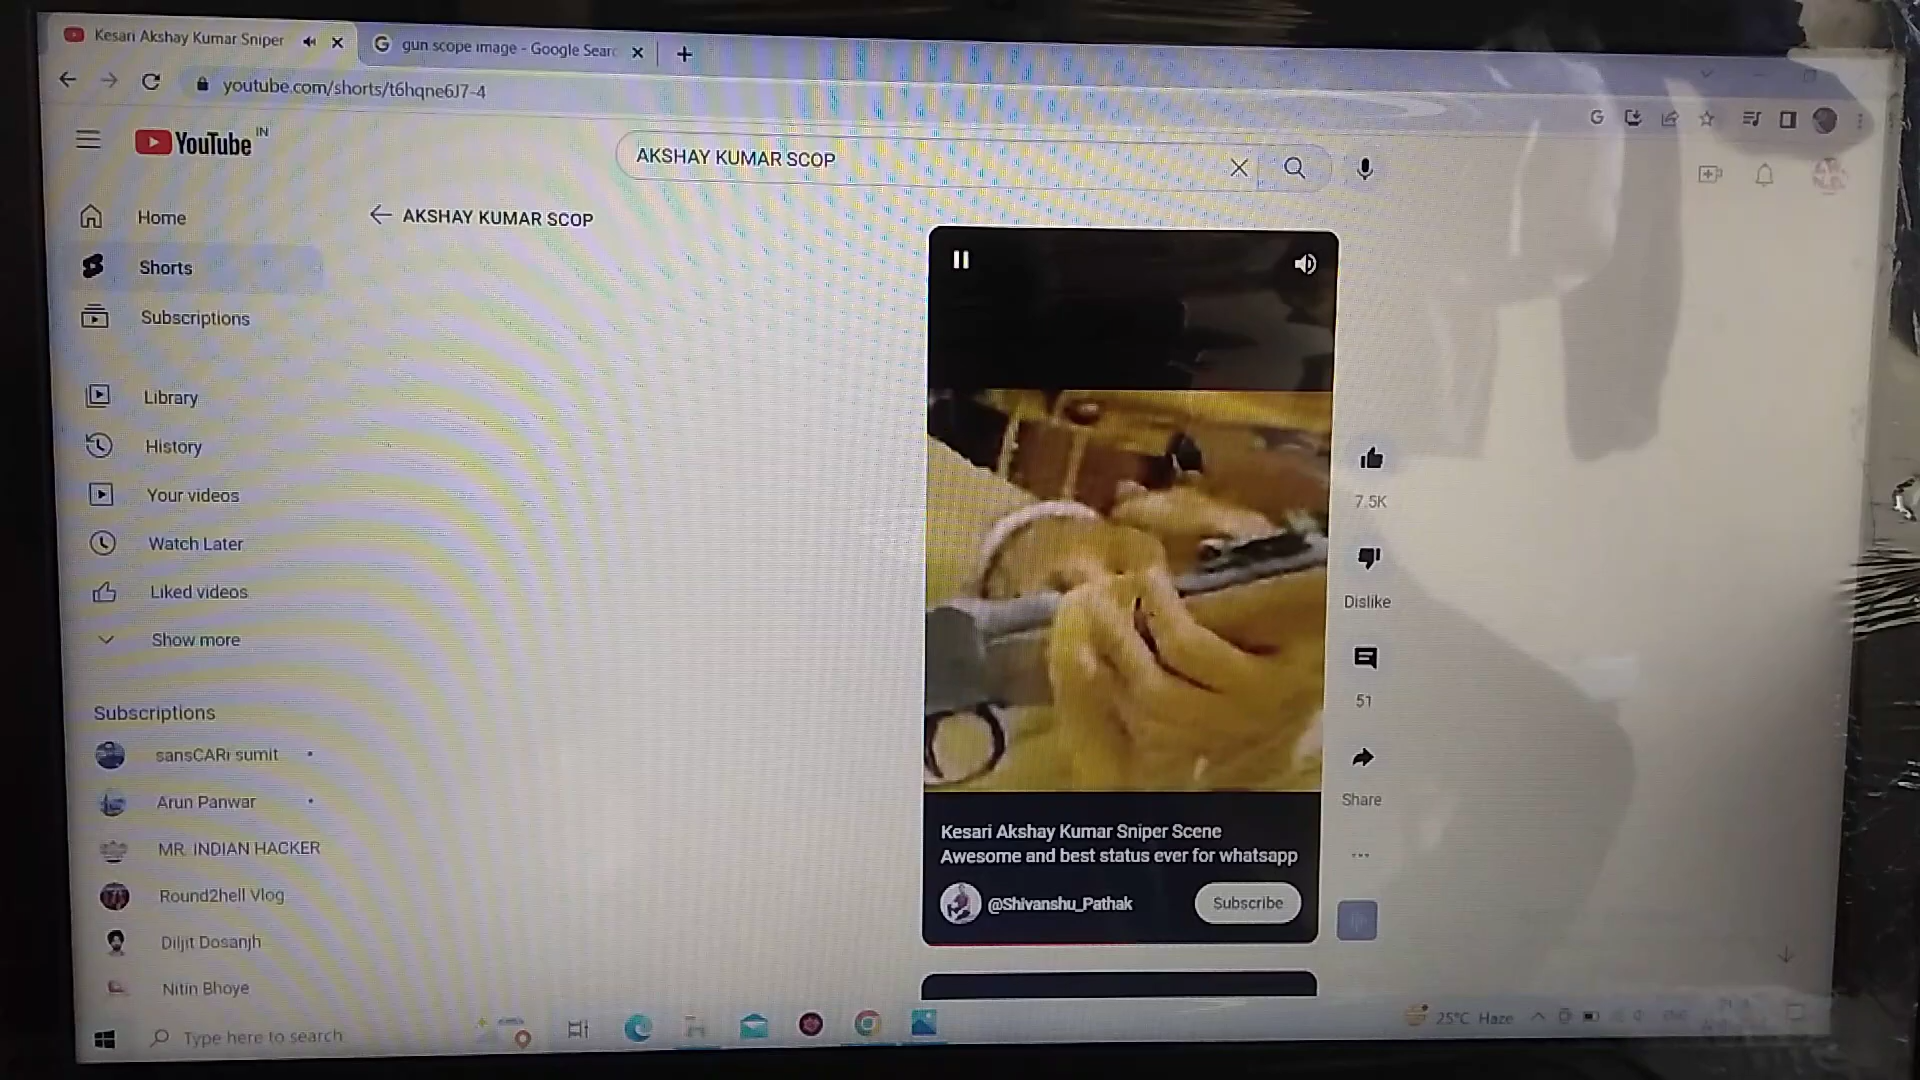 Kesari Akshay Kumar Sniper
gun scope image - Google Searc
youtube.com/shorts/t6hqne6J7-4
YouTube IN
AKSHAY KUMAR SCOP
Home
AKSHAY KUMAR SCOP
Shorts
Subscriptions
Library
History
Your videos
Watch Later
Liked videos
Show more
Subscriptions
sansCARi sumit
Arun Panwar
MR. INDIAN HACKER
Round2hell Vlog
Diljit Dosanjh
Nitin Bhoye
7.5K
Dislike
51
Share
Kesari Akshay Kumar Sniper Scene
Awesome and best status ever for whatsapp
@Shivanshu_Pathak
Subscribe
Type here to search
25°C Haze